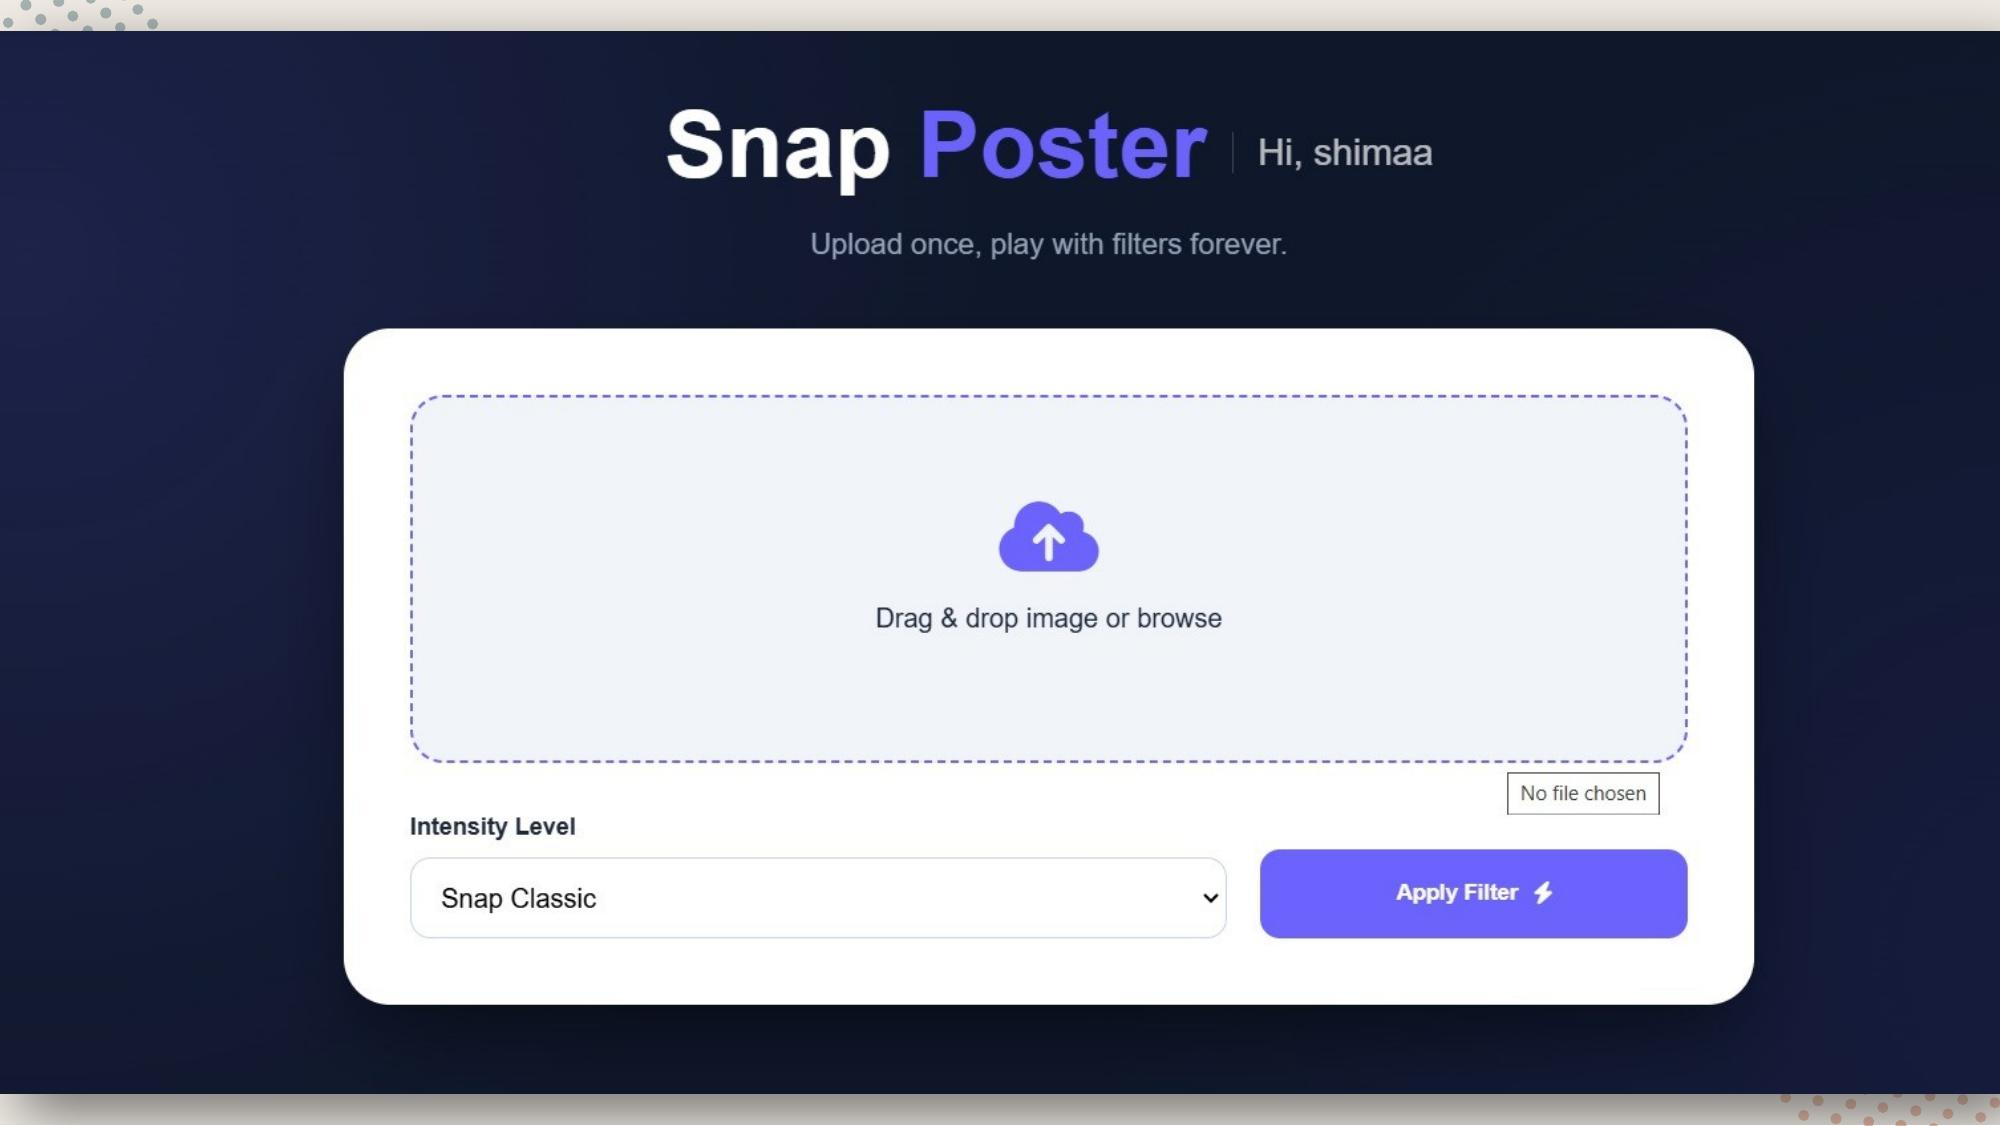 Snap Poster
Hi, shimaa
Upload once, play with filters forever.
Drag & drop image or browse
No file chosen
Intensity Level
Snap Classic
Apply Filter